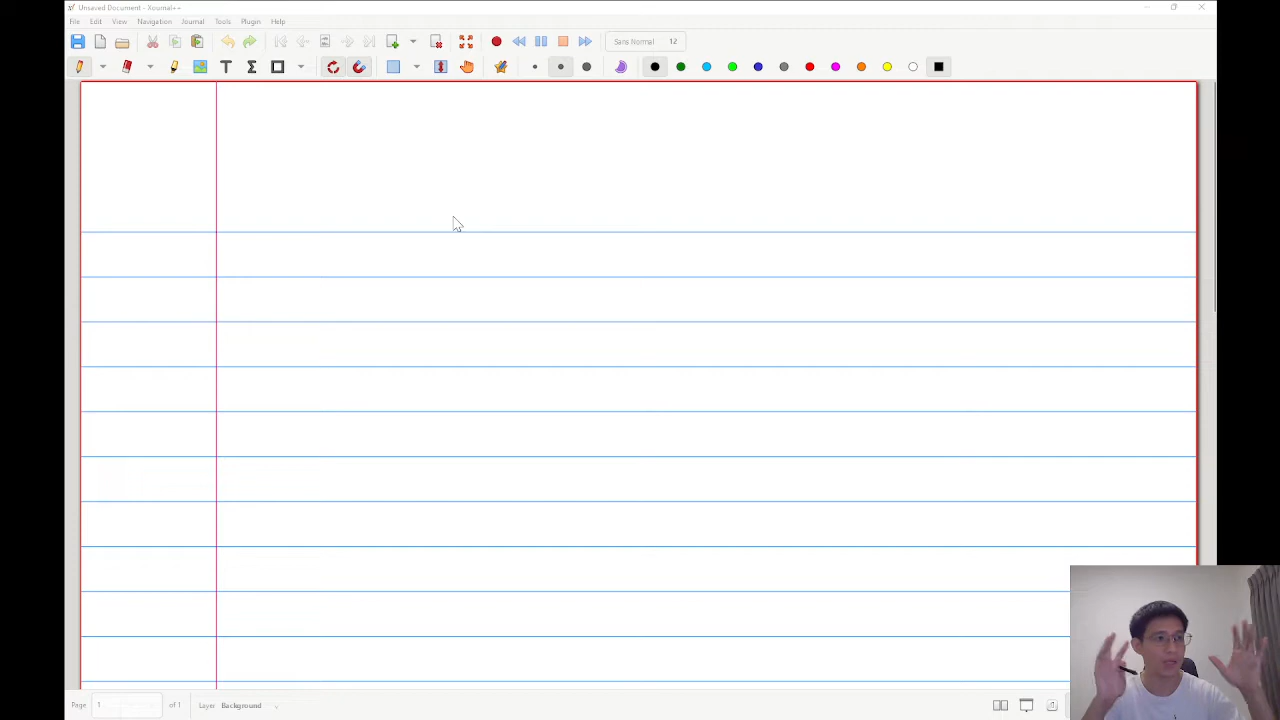 Unsaved Document - Xournal++
File Edit View Navigation Journal Tools Plugin Help
Sans Normal 12
Page 1 of 1 Layer Background